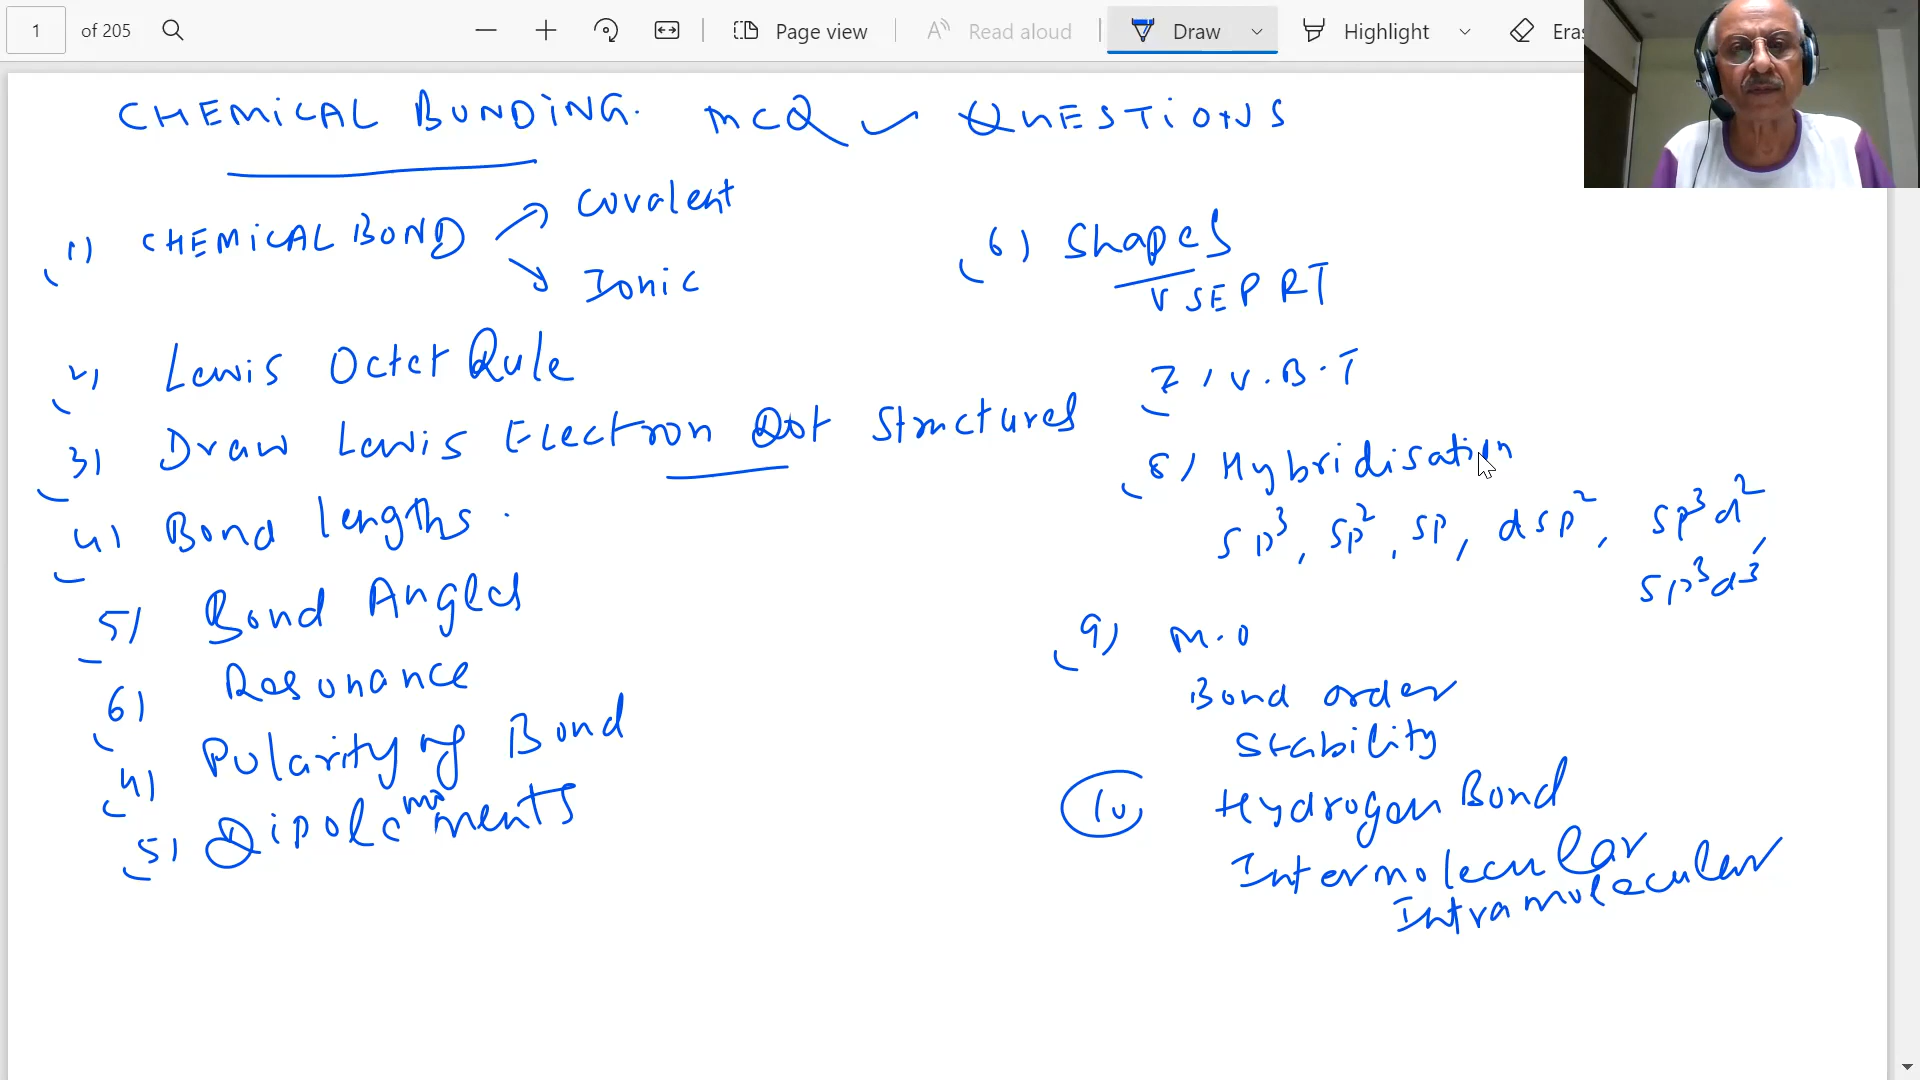 1 of 205 Page view Read aloud Draw Highlight Eras
CHEMICAL BONDING. MCQ QUESTIONS
1) CHEMICAL BOND Covalent
Ionic
2) Lewis Octet Rule
3) Draw Lewis Electron Dot Structures
4) Bond lengths.
5) Bond Angles
6) Resonance
4) Polarity of Bond
5) Dipole moments
6) Shapes
VSEPRT
7) V.B.T
8) Hybridisation
sp³, sp², sp, dsp², sp³d²,
sp³d³
9) M.O
Bond order
Stability
10 Hydrogen Bond
Intermolecular
Intramolecular